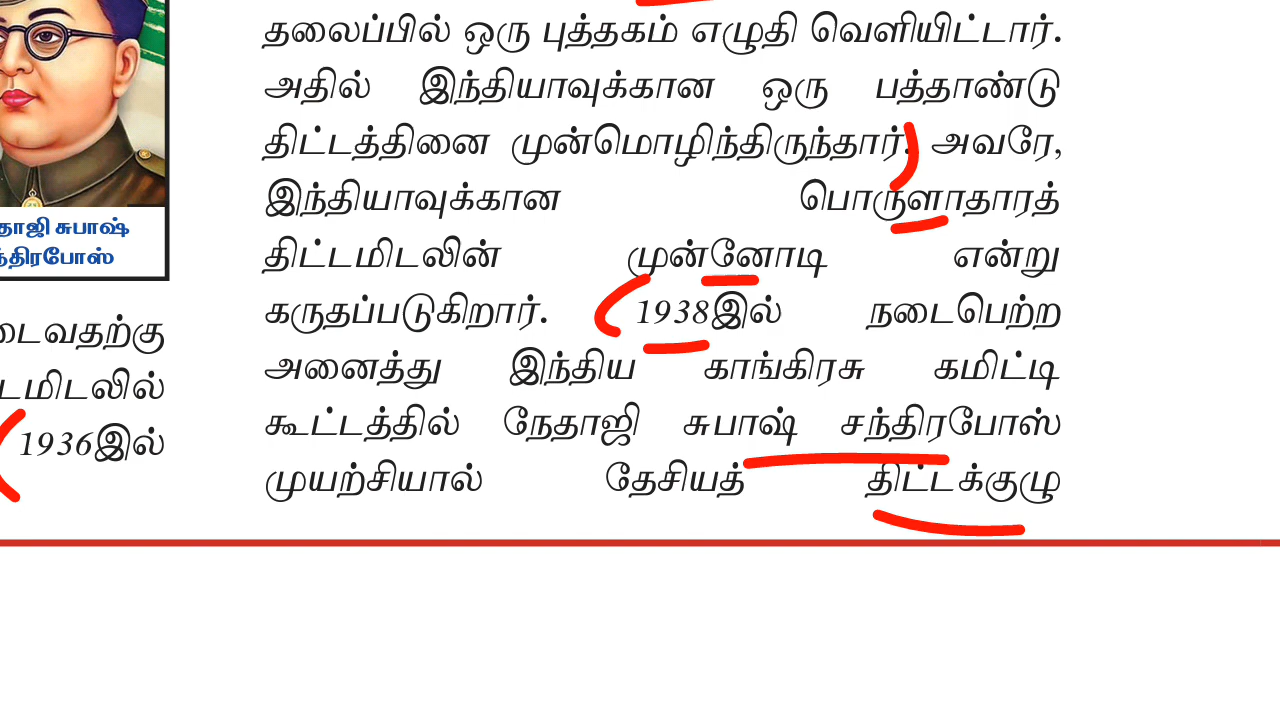 தலைப்பில் ஒரு புத்தகம் எழுதி வெளியிட்டார்.
அதில் இந்தியாவுக்கான ஒரு பத்தாண்டு
திட்டத்தினை முன்மொழிந்திருந்தார். அவரே,
இந்தியாவுக்கான பொருளாதாரத்
திட்டமிடலின் முன்னோடி என்று
கருதப்படுகிறார். 1938இல் நடைபெற்ற
அனைத்து இந்திய காங்கிரசு கமிட்டி
கூட்டத்தில் நேதாஜி சுபாஷ் சந்திரபோஸ்
முயற்சியால் தேசியத் திட்டக்குழு
தாஜி சுபாஷ்
ந்திரபோஸ்
டைவதற்கு
டமிடலில்
1936இல்